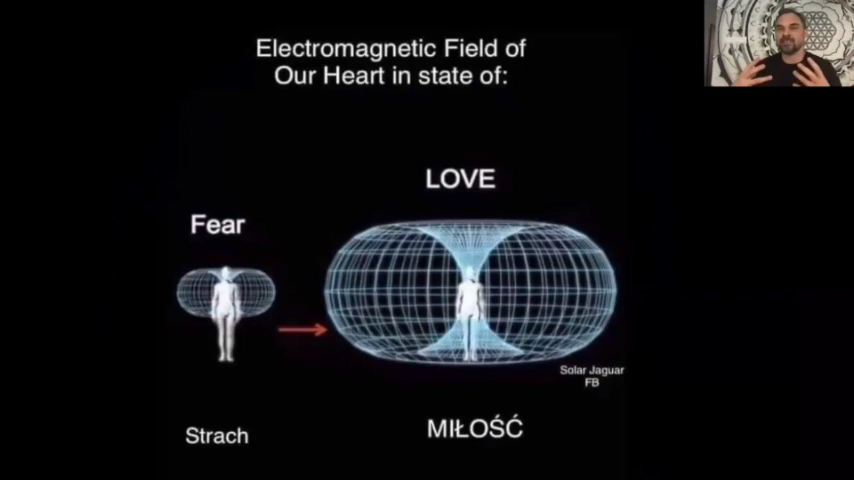 Electromagnetic Field of
Our Heart in state of:
LOVE
Fear
Solar Jaguar
FB
Strach
MIŁOŚĆ